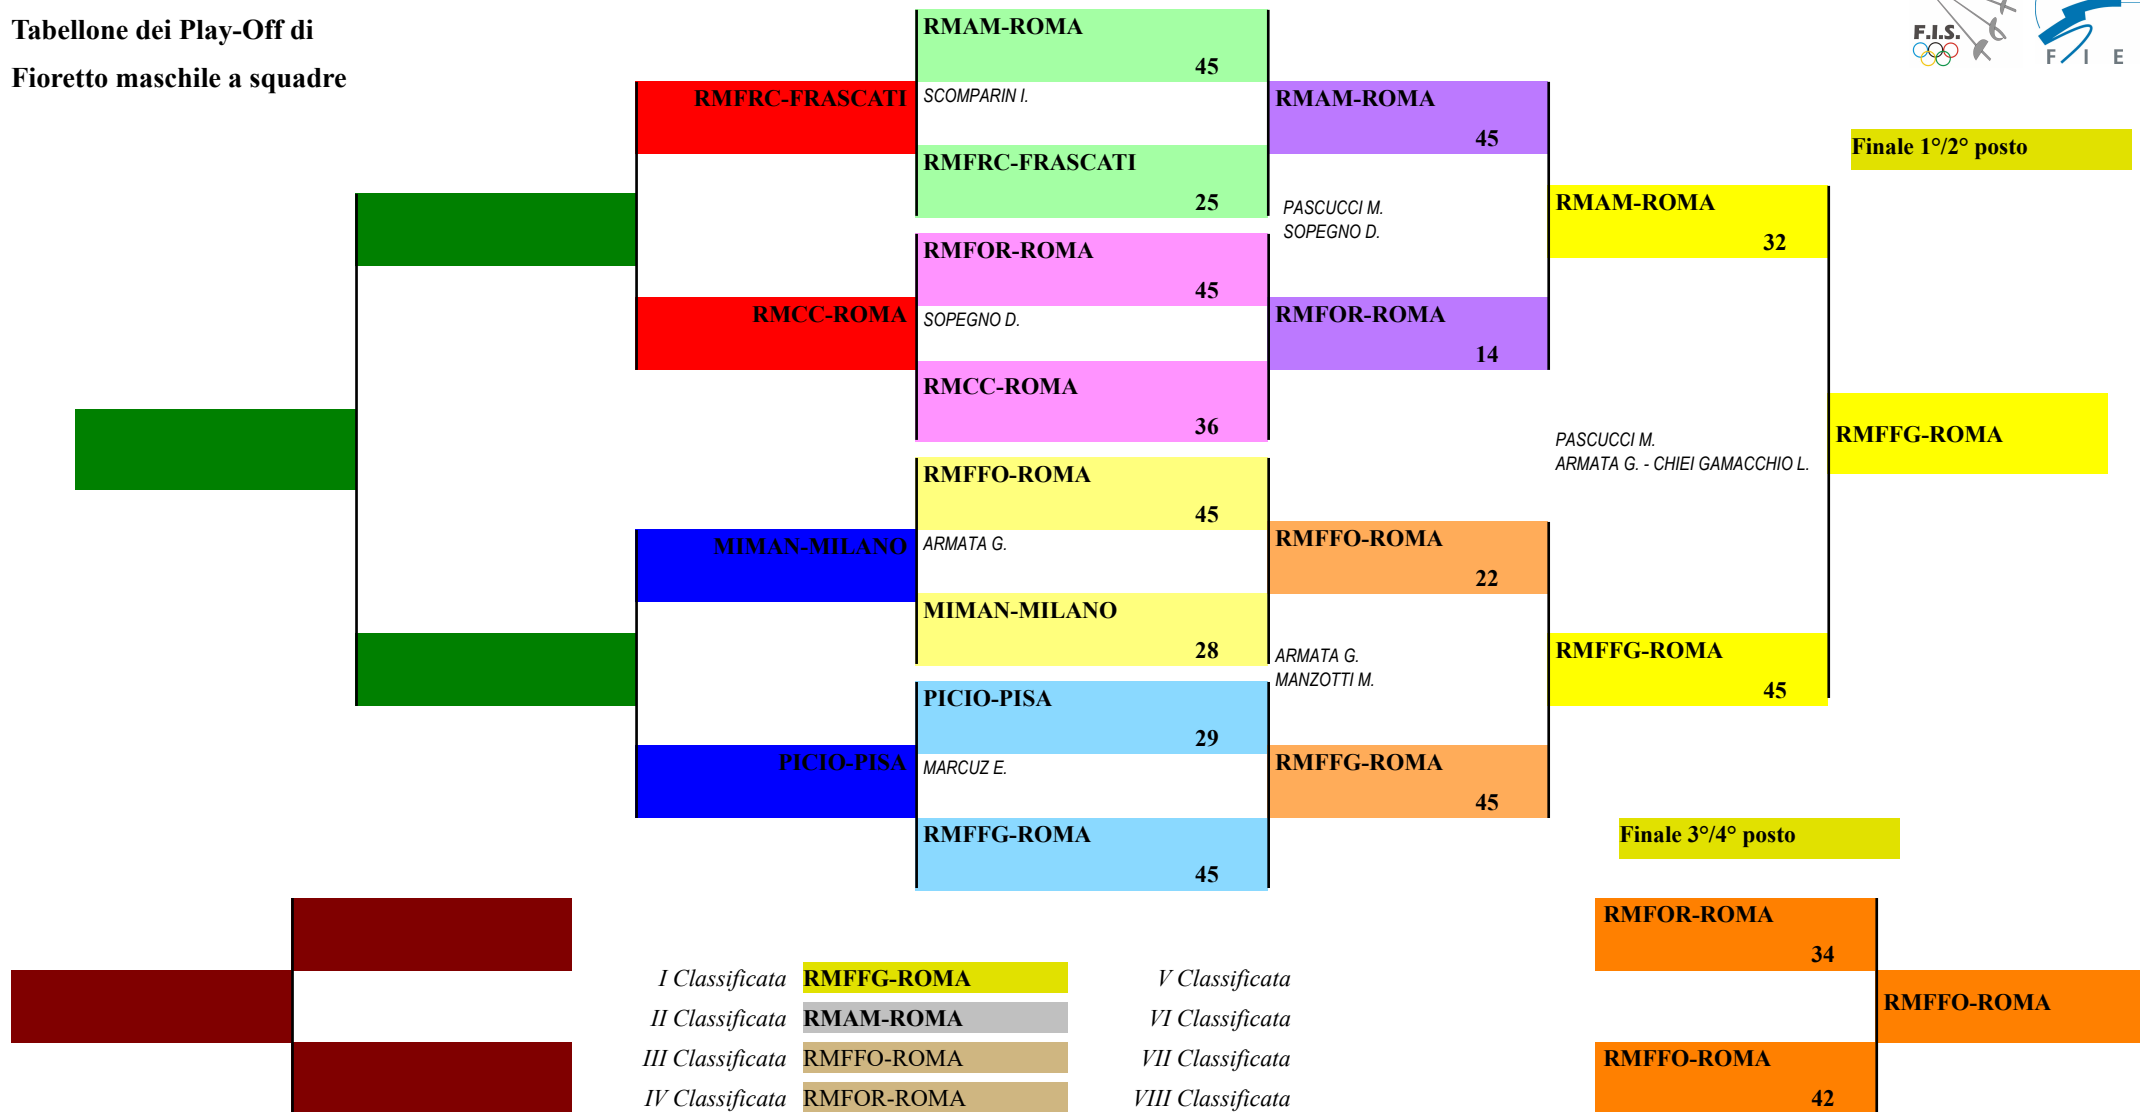 Tabellone dei Play-Off di
Fioretto maschile a squadre
F.I.S.
F I E
RMAM-ROMA
45
SCOMPARIN I.
RMFRC-FRASCATI
25
RMFOR-ROMA
45
SOPEGNO D.
RMCC-ROMA
36
RMFFO-ROMA
45
ARMATA G.
MIMAN-MILANO
28
PICIO-PISA
29
MARCUZ E.
RMFFG-ROMA
45
RMFRC-FRASCATI
RMCC-ROMA
MIMAN-MILANO
PICIO-PISA
RMAM-ROMA
45
PASCUCCI M.
SOPEGNO D.
RMFOR-ROMA
14
RMFFO-ROMA
22
ARMATA G.
MANZOTTI M.
RMFFG-ROMA
45
Finale 1°/2° posto
RMAM-ROMA
32
PASCUCCI M.
ARMATA G. - CHIEI GAMACCHIO L.
RMFFG-ROMA
45
RMFFG-ROMA
Finale 3°/4° posto
RMFOR-ROMA
34
RMFFO-ROMA
42
RMFFO-ROMA
I Classificata RMFFG-ROMA
II Classificata RMAM-ROMA
III Classificata RMFFO-ROMA
IV Classificata RMFOR-ROMA
V Classificata
VI Classificata
VII Classificata
VIII Classificata